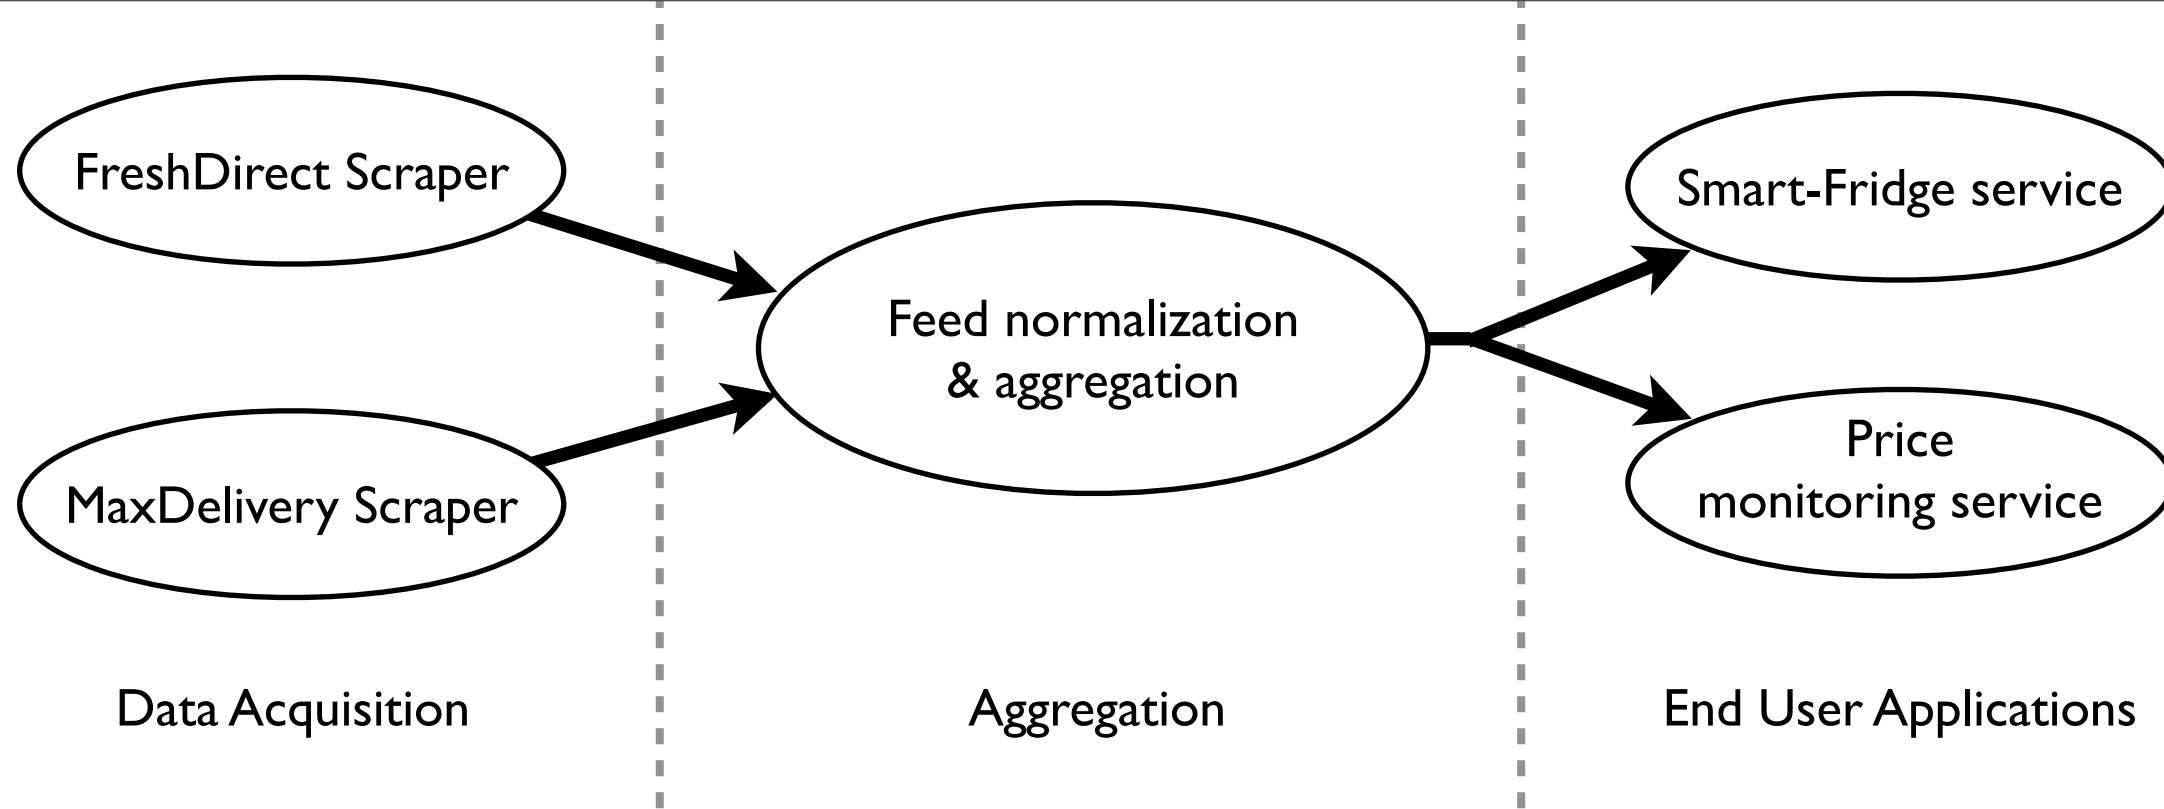 FreshDirect Scraper
MaxDelivery Scraper
Data Acquisition
Feed normalization
& aggregation
Aggregation
Smart-Fridge service
Price
monitoring service
End User Applications